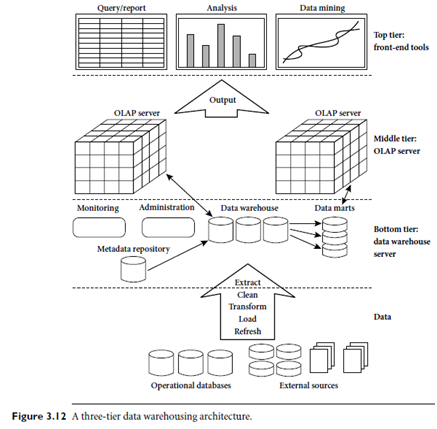 Query/report
Analysis
Data mining
Top tier:
front-end tools
Output
OLAP server
OLAP server
Middle tier:
OLAP server
Monitoring
Administration
Data warehouse
Data marts
Bottom tier:
data warehouse
server
Metadata repository
Extract
Clean
Transform
Load
Refresh
Data
Operational databases
External sources
Figure 3.12 A three-tier data warehousing architecture.